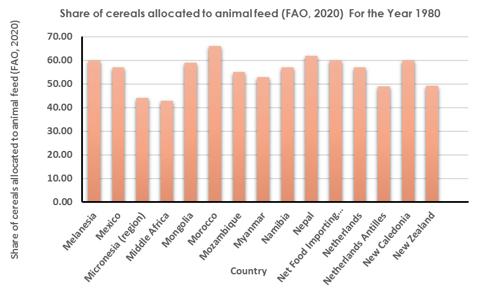 Share of cereals allocated to animal feed (FAO, 2020)  For the Year 1980
Share of cereals allocated to animal feed (FAO, 2020)
70.00
60.00
50.00
40.00
30.00
20.00
10.00
0.00
Melanesia
Mexico
Micronesia (region)
Middle Africa
Mongolia
Morocco
Mozambique
Myanmar
Namibia
Nepal
Net Food Importing...
Netherlands
Netherlands Antilles
New Caledonia
New Zealand
Country